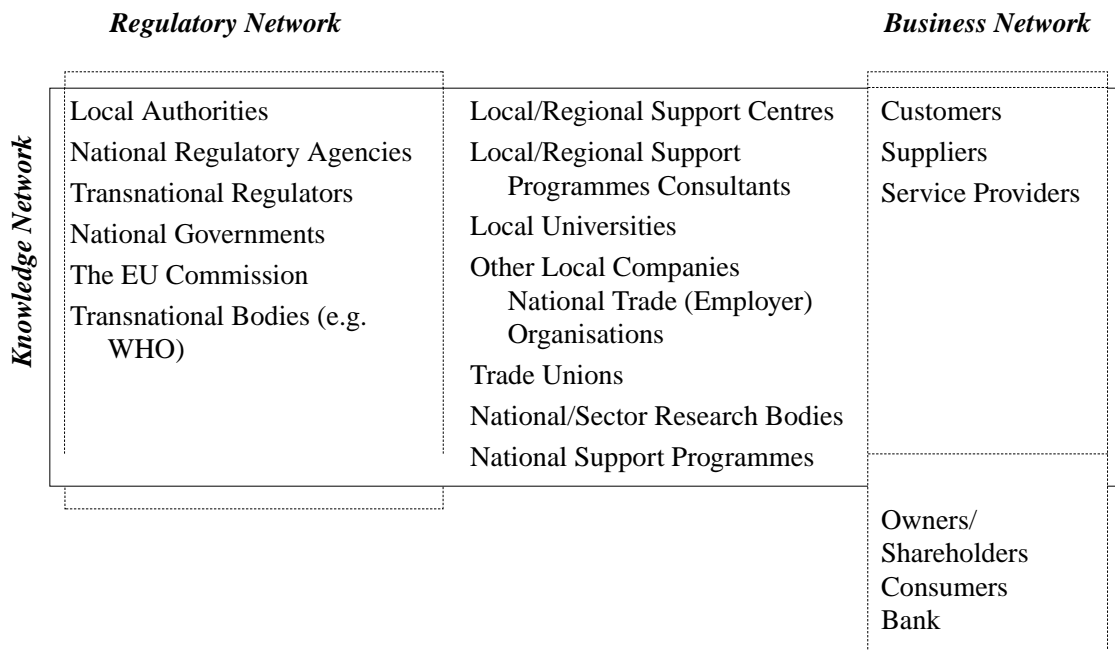 Regulatory Network
Business Network
Knowledge Network
Local Authorities
National Regulatory Agencies
Transnational Regulators
National Governments
The EU Commission
Transnational Bodies (e.g.
WHO)
Local/Regional Support Centres
Local/Regional Support
Programmes Consultants
Local Universities
Other Local Companies
National Trade (Employer)
Organisations
Trade Unions
National/Sector Research Bodies
National Support Programmes
Customers
Suppliers
Service Providers
Owners/
Shareholders
Consumers
Bank